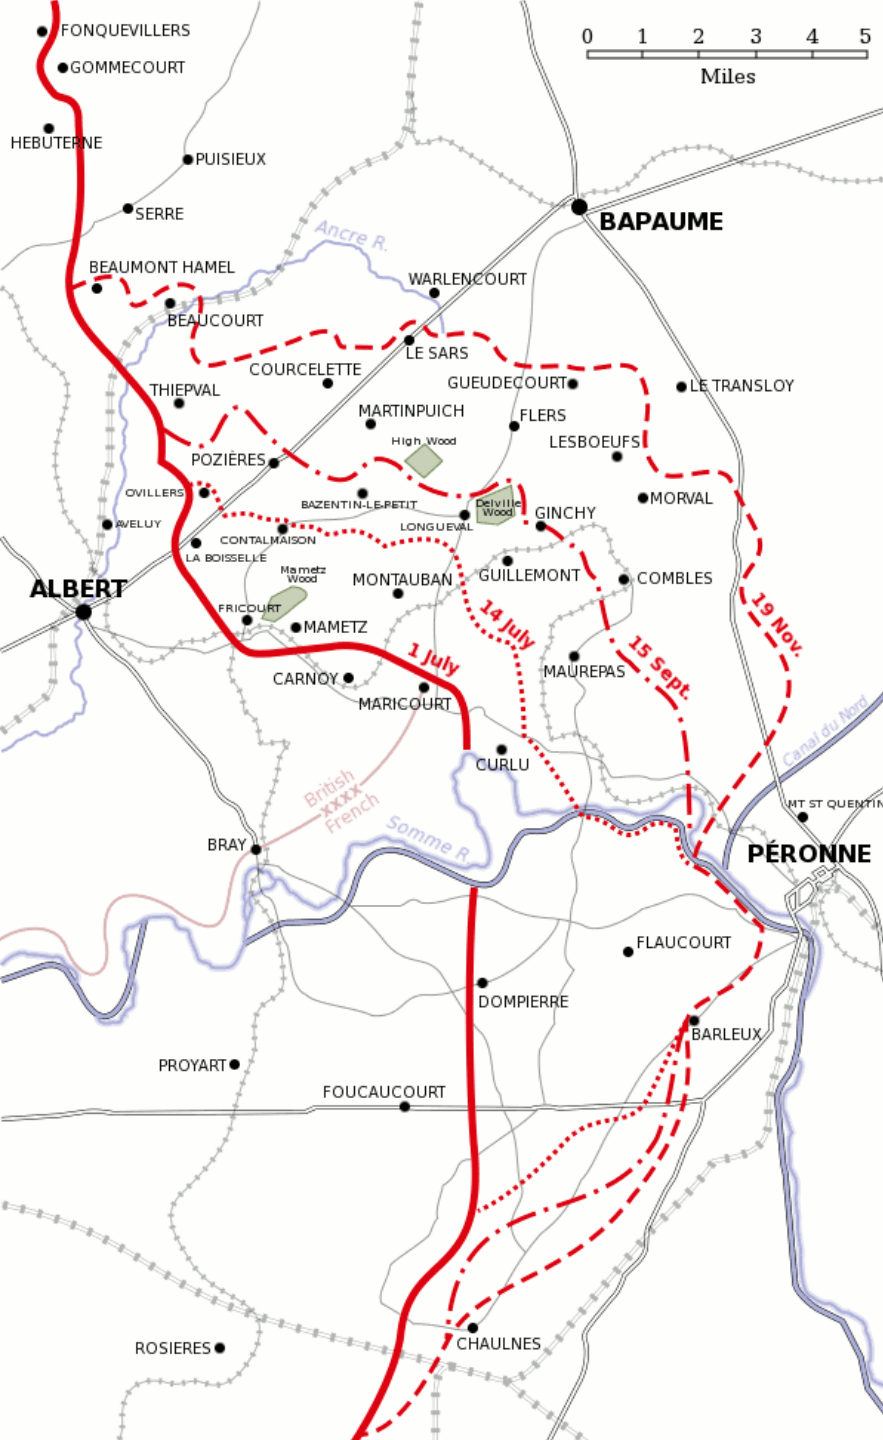 FONQUEVILLERS
0 1 2 3 4 5
Miles
GOMMECOURT
HEBUTERNE
PUISIEUX
SERRE
BAPAUME
Ancre R.
BEAUMONT HAMEL
WARLENCOURT
BEAUCOURT
LE SARS
COURCELETTE
GUEUDECOURT
LE TRANSLOY
THIEPVAL
MARTINPUICH
FLERS
High Wood
LESBOEUFS
POZIÈRES
OVILLERS
BAZENTIN-LE-PETIT
Delville
Wood
MORVAL
GINCHY
AVELUY
LONGUEVAL
CONTALMAISON
LA BOISSELLE
Mametz
Wood
MONTAUBAN
GUILLEMONT
COMBLES
ALBERT
FRICOURT
MAMETZ
14 July
19 Nov.
1 July
15 Sept.
CARNOY
MAUREPAS
MARICOURT
Canal du Nord
CURLU
British
xxxx
French
MT ST QUENTIN
Somme R.
BRAY
PÉRONNE
FLAUCOURT
DOMPIERRE
BARLEUX
PROYART
FOUCAUCOURT
CHAULNES
ROSIERES